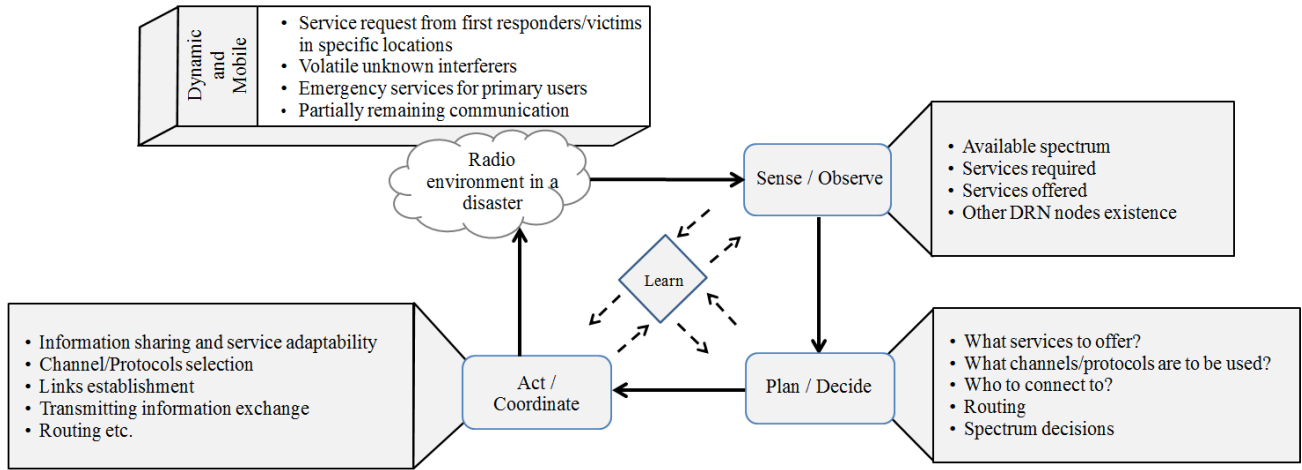 Dynamic
and
Mobile
• Service request from first responders/victims
in specific locations
• Volatile unknown interferers
• Emergency services for primary users
• Partially remaining communication
Radio
environment in a
disaster
Sense / Observe
• Available spectrum
• Services required
• Services offered
• Other DRN nodes existence
Learn
• Information sharing and service adaptability
• Channel/Protocols selection
• Links establishment
• Transmitting information exchange
• Routing etc.
Act /
Coordinate
Plan / Decide
• What services to offer?
• What channels/protocols are to be used?
• Who to connect to?
• Routing
• Spectrum decisions